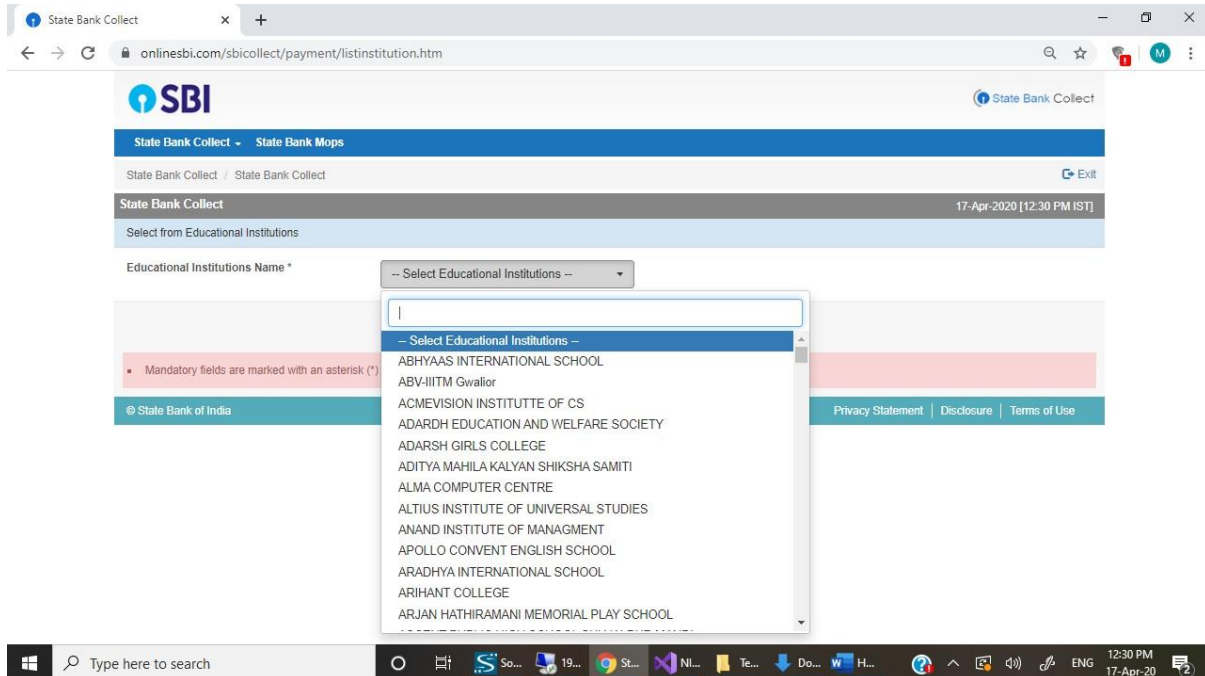 State Bank Collect
onlinesbi.com/sbicollect/payment/listinstitution.htm
M
SBI
State Bank Collect
State Bank Collect State Bank Mops
State Bank Collect / State Bank Collect Exit
State Bank Collect 17-Apr-2020 [12:30 PM IST]
Select from Educational Institutions
Educational Institutions Name *
-- Select Educational Institutions --
-- Select Educational Institutions --
ABHYAAS INTERNATIONAL SCHOOL
Mandatory fields are marked with an asterisk (*)
ABV-IIITM Gwalior
ACMEVISION INSTITUTTE OF CS
© State Bank of India
Privacy Statement | Disclosure | Terms of Use
ADARDH EDUCATION AND WELFARE SOCIETY
ADARSH GIRLS COLLEGE
ADITYA MAHILA KALYAN SHIKSHA SAMITI
ALMA COMPUTER CENTRE
ALTIUS INSTITUTE OF UNIVERSAL STUDIES
ANAND INSTITUTE OF MANAGMENT
APOLLO CONVENT ENGLISH SCHOOL
ARADHYA INTERNATIONAL SCHOOL
ARIHANT COLLEGE
ARJAN HATHIRAMANI MEMORIAL PLAY SCHOOL
Type here to search So... 19... St... NI... Te... Do... H... ENG 12:30 PM
17-Apr-20 2